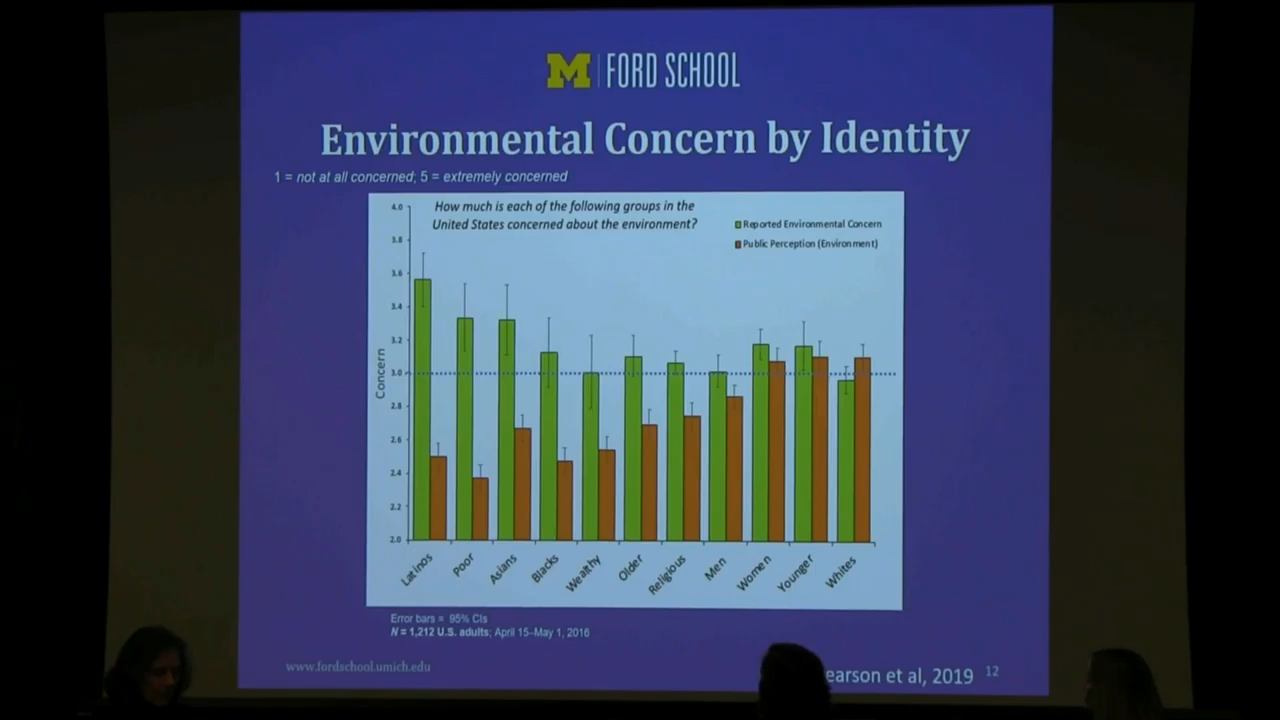 M | FORD SCHOOL
Environmental Concern by Identity
1 = not at all concerned; 5 = extremely concerned
How much is each of the following groups in the
United States concerned about the environment?
Reported Environmental Concern
Public Perception (Environment)
4.0
3.8
3.6
3.4
3.2
3.0
2.8
2.6
2.4
2.2
2.0
Concern
Latinos
Poor
Asians
Blacks
Wealthy
Older
Religious
Men
Women
Younger
Whites
Error bars = 95% CIs
N = 1,212 U.S. adults; April 15–May 1, 2016
www.fordschool.umich.edu
earson et al, 2019
12